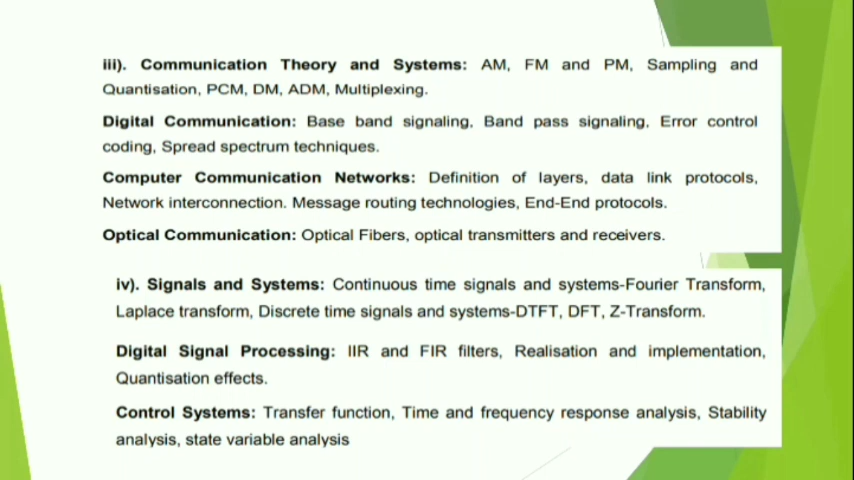 iii). Communication Theory and Systems: AM, FM and PM, Sampling and
Quantisation, PCM, DM, ADM, Multiplexing.
Digital Communication: Base band signaling, Band pass signaling, Error control
coding, Spread spectrum techniques.
Computer Communication Networks: Definition of layers, data link protocols,
Network interconnection. Message routing technologies, End-End protocols.
Optical Communication: Optical Fibers, optical transmitters and receivers.
iv). Signals and Systems: Continuous time signals and systems-Fourier Transform,
Laplace transform, Discrete time signals and systems-DTFT, DFT, Z-Transform.
Digital Signal Processing: IIR and FIR filters, Realisation and implementation,
Quantisation effects.
Control Systems: Transfer function, Time and frequency response analysis, Stability
analysis, state variable analysis